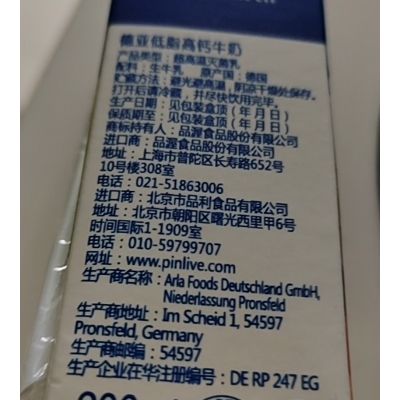 德亚低脂高钙牛奶
产品类型：超高温灭菌乳
配料：生牛乳 原产国：德国
贮藏方法：避光避高温，阴凉干燥处保存。
打开后请冷藏，并尽快饮用完毕。
生产日期：见包装盒顶（年月日）
保质期至：见包装盒顶（年月日）
商标持有人：品渥食品股份有限公司
进口商：品渥食品股份有限公司
地址：上海市普陀区长寿路652号
10号楼308室
电话：021-51863006
进口商：北京市品利食品有限公司
地址：北京市朝阳区曙光西里甲6号
时间国际1-1909室
电话：010-59799707
网址：www.pinlive.com
生产商名称：Arla Foods Deutschland GmbH,
Niederlassung Pronsfeld
生产商地址：Im Scheid 1, 54597
Pronsfeld, Germany
生产商邮编：54597
生产企业在华注册编号：DE RP 247 EG